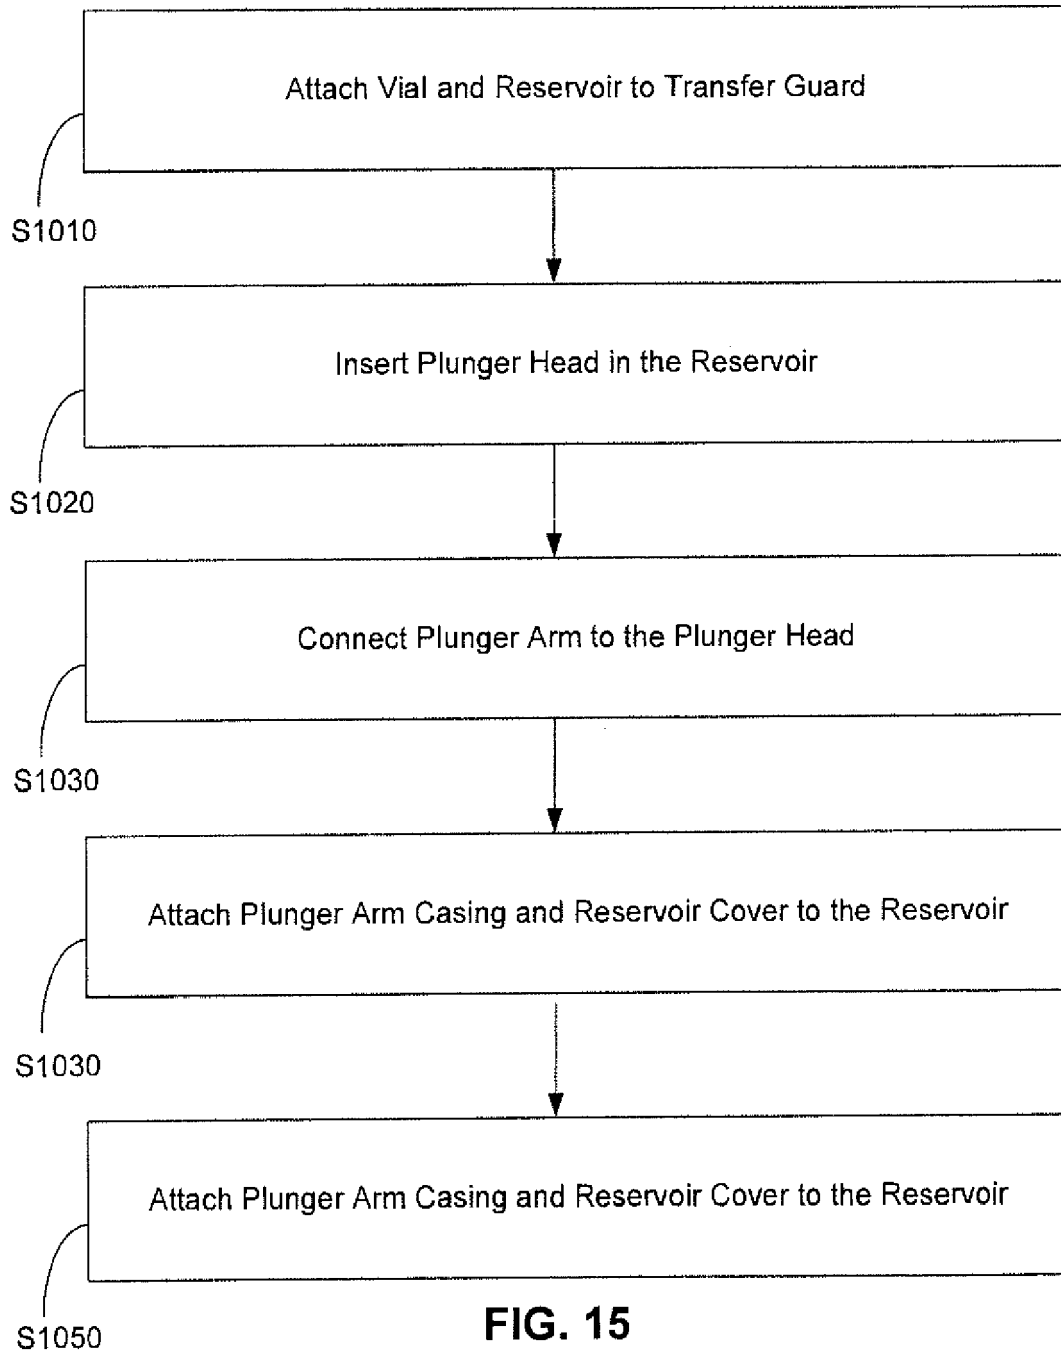 Attach Vial and Reservoir to Transfer Guard
S1010
Insert Plunger Head in the Reservoir
S1020
Connect Plunger Arm to the Plunger Head
S1030
Attach Plunger Arm Casing and Reservoir Cover to the Reservoir
S1030
Attach Plunger Arm Casing and Reservoir Cover to the Reservoir
S1050
FIG. 15